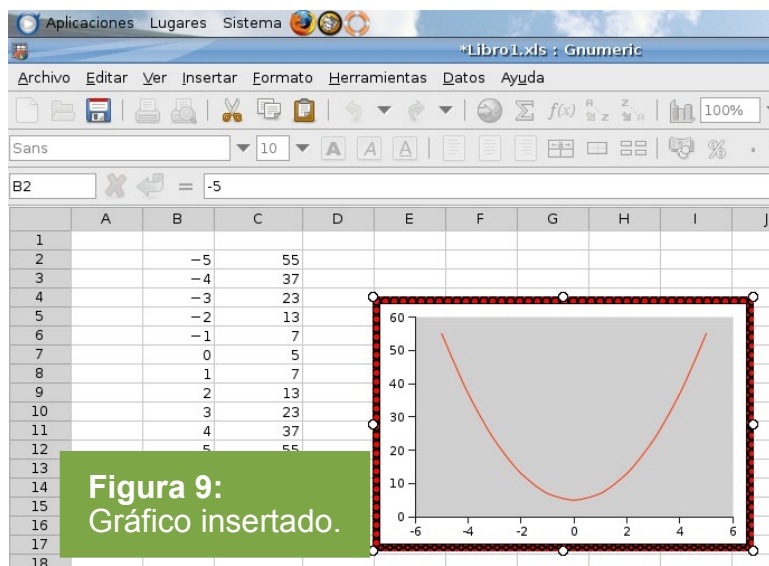 Aplicaciones Lugares Sistema
*Libro1.xls : Gnumeric
Archivo Editar Ver Insertar Formato Herramientas Datos Ayuda
f(x) 100%
Sans 10
B2 = -5
A B C D E F G H I J
1
2 −5 55
3 −4 37
4 −3 23
5 −2 13
6 −1 7
7 0 5
8 1 7
9 2 13
10 3 23
11 4 37
12 5 55
13
14
15
16
17
18
60
50
40
30
20
10
0
-6 -4 -2 0 2 4 6
Figura 9:
Gráfico insertado.